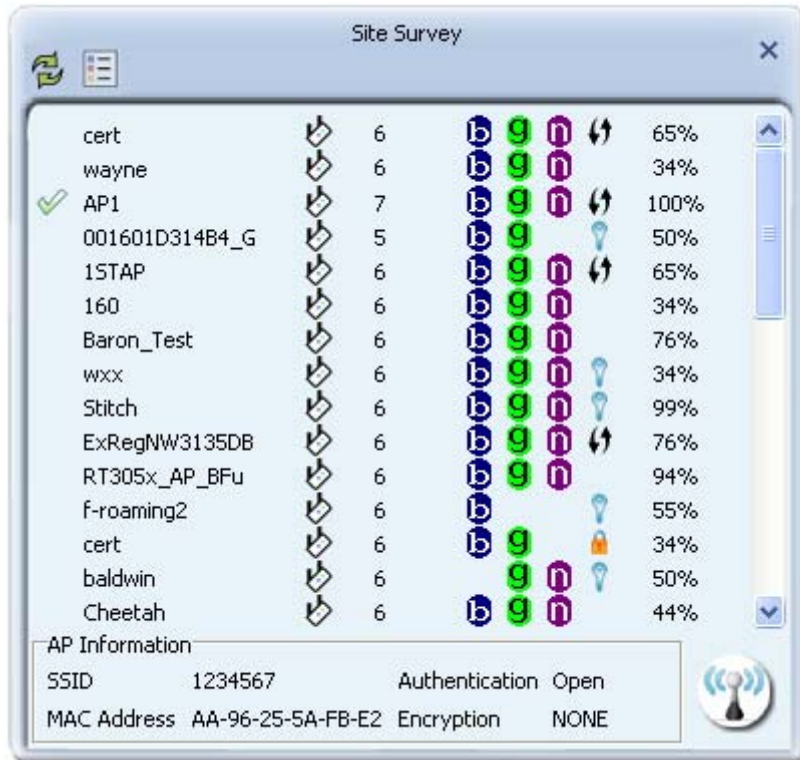 Site Survey
cert 6 b g n 65%
wayne 6 b g n 34%
AP1 7 b g n 100%
001601D314B4_G 5 b g 50%
1STAP 6 b g n 65%
160 6 b g n 34%
Baron_Test 6 b g n 76%
wxx 6 b g n 34%
Stitch 6 b g n 99%
ExRegNW3135DB 6 b g n 76%
RT305x_AP_BFu 6 b g n 94%
f-roaming2 6 b 55%
cert 6 b g 34%
baldwin 6 g n 50%
Cheetah 6 b g n 44%
AP Information
SSID 1234567 Authentication Open
MAC Address AA-96-25-5A-FB-E2 Encryption NONE